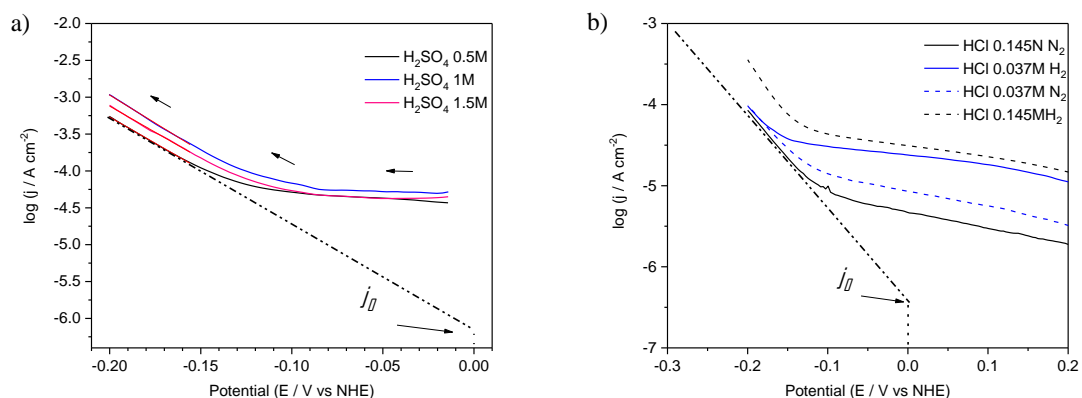 a)
-2.0
-2.5
-3.0
-3.5
-4.0
-4.5
-5.0
-5.5
-6.0
log (j / A cm⁻²)
H₂SO₄ 0.5M
H₂SO₄ 1M
H₂SO₄ 1.5M
j₀
-0.20 -0.15 -0.10 -0.05 0.00
Potential (E / V vs NHE)
b)
-3
-4
-5
-6
-7
log (j / A cm⁻²)
HCl 0.145N N₂
HCl 0.037M H₂
HCl 0.037M N₂
HCl 0.145MH₂
j₀
-0.3 -0.2 -0.1 0.0 0.1 0.2
Potential (E / V vs NHE)